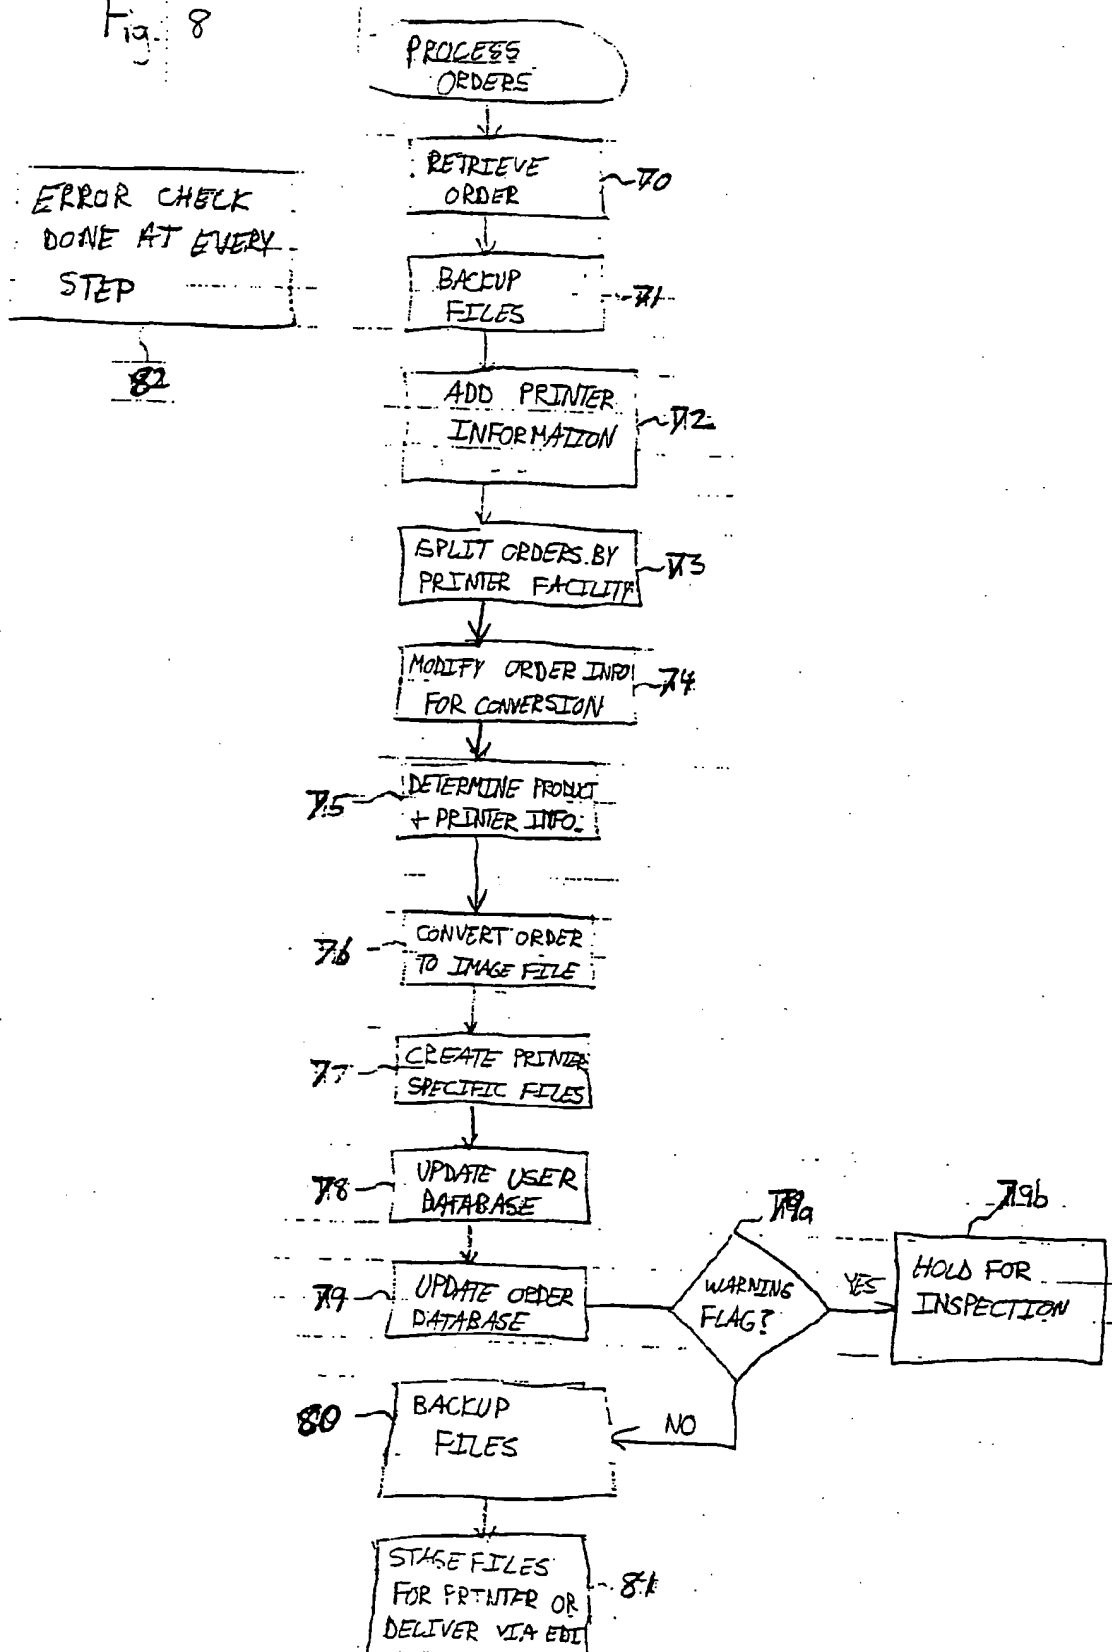 Fig. 8
PROCESS
ORDERS
RETRIEVE
ORDER
70
ERROR CHECK
DONE AT EVERY
STEP
82
BACKUP
FILES
71
ADD PRINTER
INFORMATION
72
SPLIT ORDERS BY
PRINTER FACILITY
73
MODIFY ORDER INFO
FOR CONVERSION
74
DETERMINE PRODUCT
+ PRINTER INFO.
75
CONVERT ORDER
TO IMAGE FILE
76
CREATE PRINTER
SPECIFIC FILES
77
UPDATE USER
DATABASE
78
UPDATE ORDER
DATABASE
79
WARNING
FLAG?
79a
YES
HOLD FOR
INSPECTION
79b
NO
BACKUP
FILES
80
STAGE FILES
FOR PRINTER OR
DELIVER VIA EDI
81